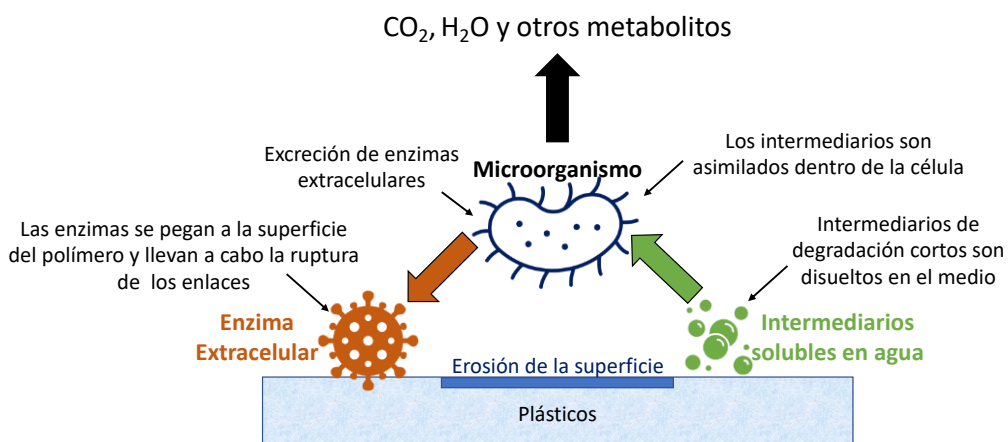 CO₂, H₂O y otros metabolitos
Excreción de enzimas
extracelulares
Microorganismo
Los intermediarios son
asimilados dentro de la célula
Las enzimas se pegan a la superficie
del polímero y llevan a cabo la ruptura
de los enlaces
Intermediarios de
degradación cortos son
disueltos en el medio
Enzima
Extracelular
Intermediarios
solubles en agua
Erosión de la superficie
Plásticos